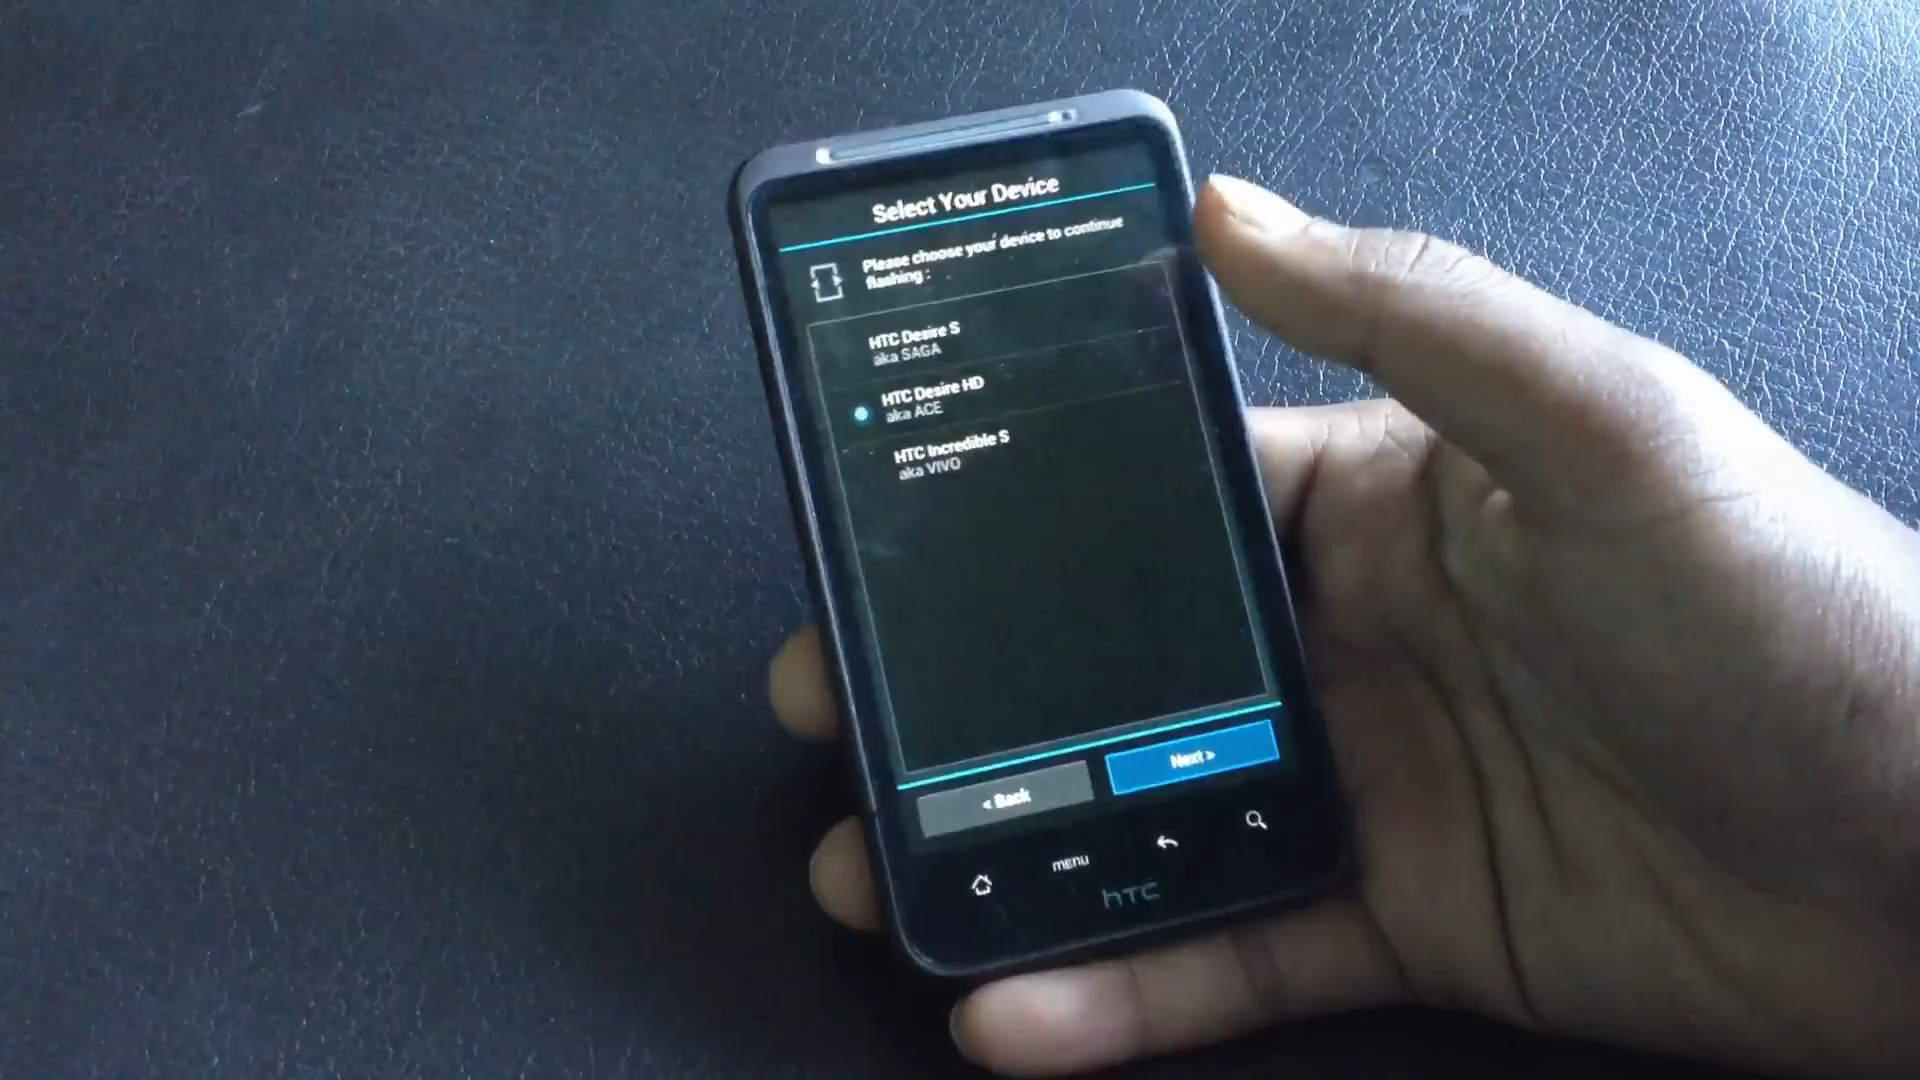 Select Your Device
Please choose your device to continue
flashing :
HTC Desire S
aka SAGA
HTC Desire HD
aka ACE
HTC Incredible S
aka VIVO
< Back
Next >
menu
hTC